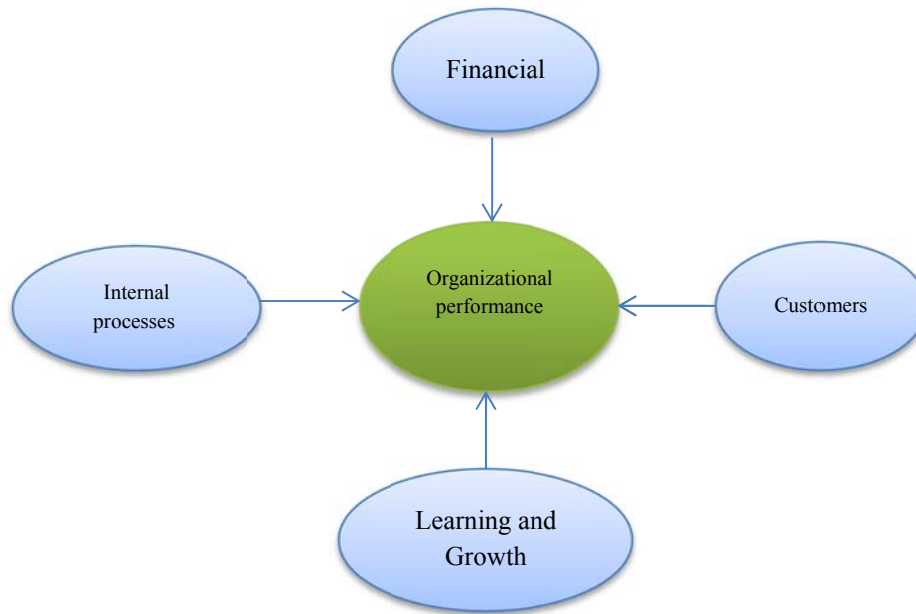 Financial
Organizational
performance
Internal
processes
Customers
Learning and
Growth